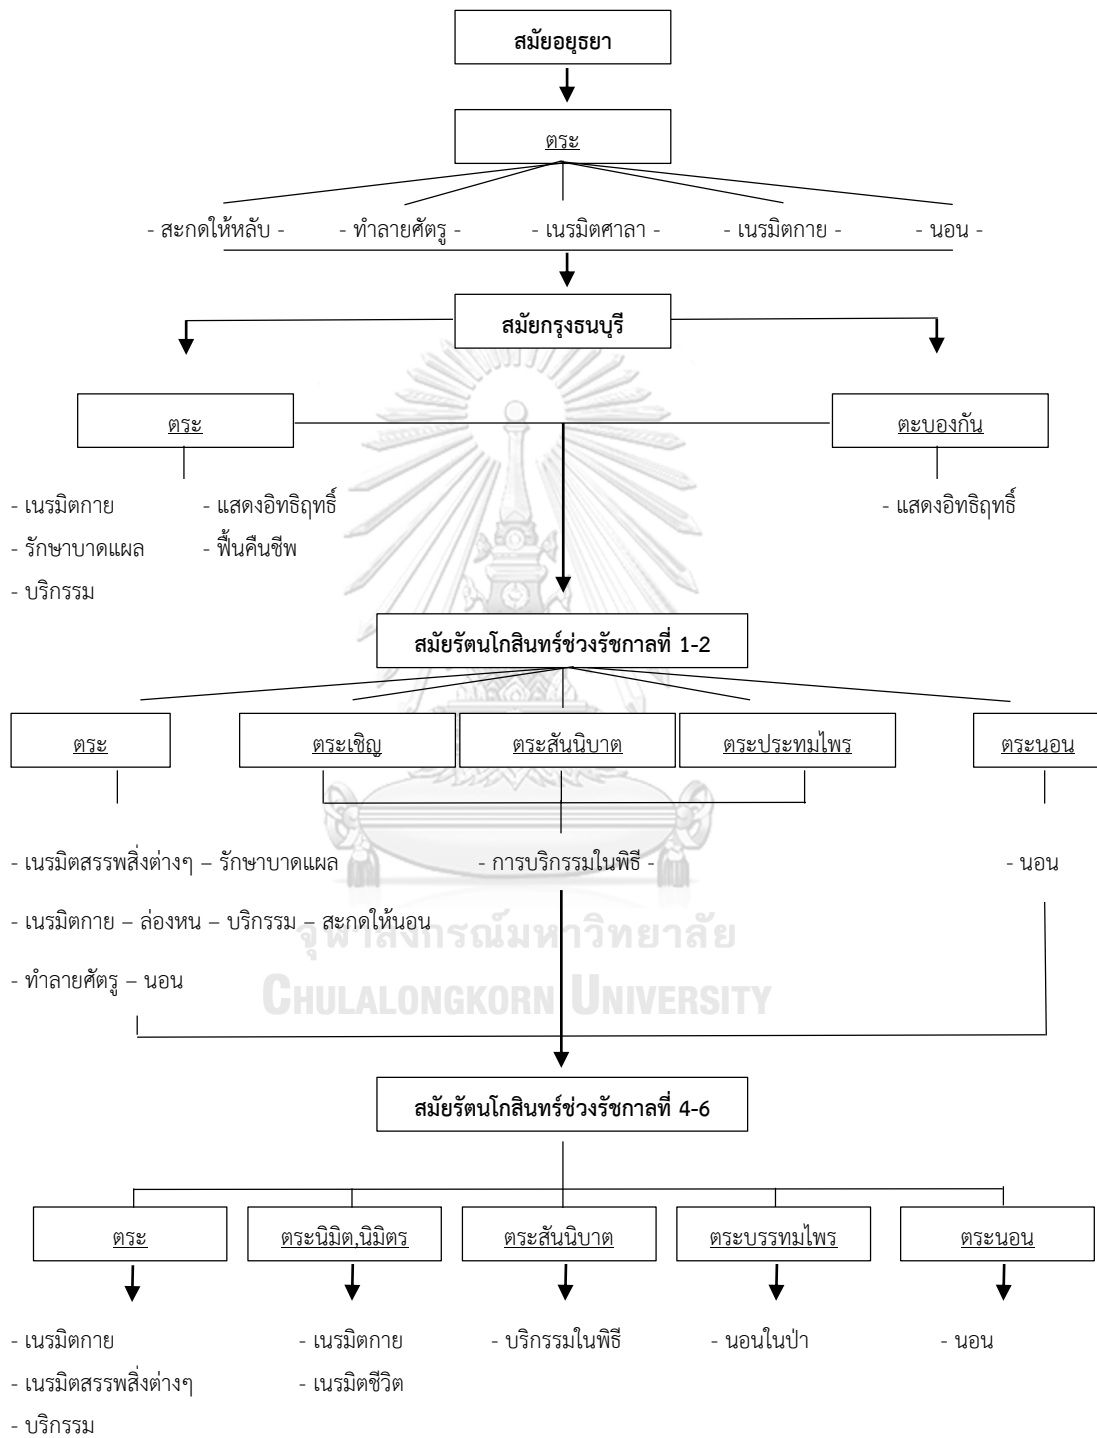 สมัยอยุธยา
ตระ
- สะกดให้หลับ - - ทำลายศัตรู - - เนรมิตศาลา - - เนรมิตกาย - - นอน -
สมัยกรุงธนบุรี
ตระ ตะบองกัน
- เนรมิตกาย - แสดงอิทธิฤทธิ์ - แสดงอิทธิฤทธิ์
- รักษาบาดแผล - ฟื้นคืนชีพ
- บริกรรม
สมัยรัตนโกสินทร์ช่วงรัชกาลที่ 1-2
ตระ ตระเชิญ ตระสันนิบาต ตระประทมไพร ตระนอน
- เนรมิตสรรพสิ่งต่างๆ – รักษาบาดแผล - การบริกรรมในพิธี - - นอน
- เนรมิตกาย – ล่องหน – บริกรรม – สะกดให้นอน
จุฬาลงกรณ์มหาวิทยาลัย
- ทำลายศัตรู – นอน
CHULALONGKORN UNIVERSITY
สมัยรัตนโกสินทร์ช่วงรัชกาลที่ 4-6
ตระ ตระนิมิต,นิมิตร ตระสันนิบาต ตระบรรทมไพร ตระนอน
- เนรมิตกาย - เนรมิตกาย - บริกรรมในพิธี - นอนในป่า - นอน
- เนรมิตสรรพสิ่งต่างๆ - เนรมิตชีวิต
- บริกรรม